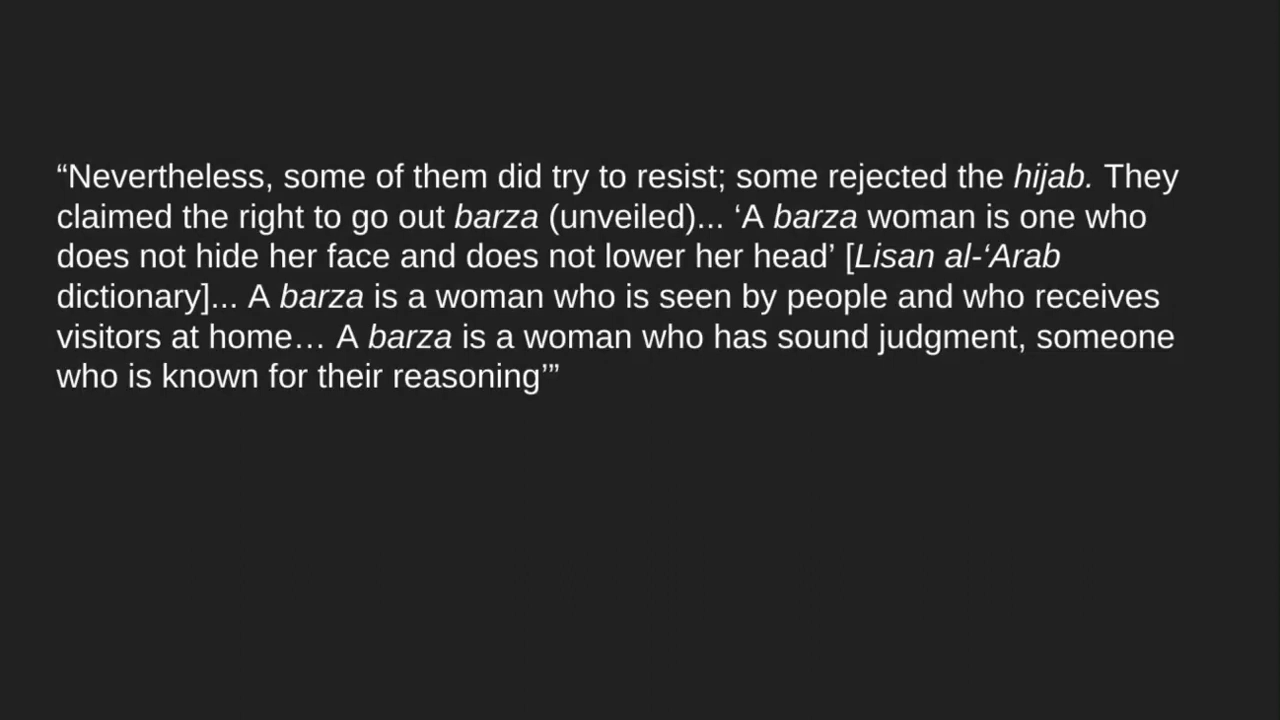 “Nevertheless, some of them did try to resist; some rejected the hijab. They
claimed the right to go out barza (unveiled)... ‘A barza woman is one who
does not hide her face and does not lower her head’ [Lisan al-‘Arab
dictionary]... A barza is a woman who is seen by people and who receives
visitors at home… A barza is a woman who has sound judgment, someone
who is known for their reasoning’”